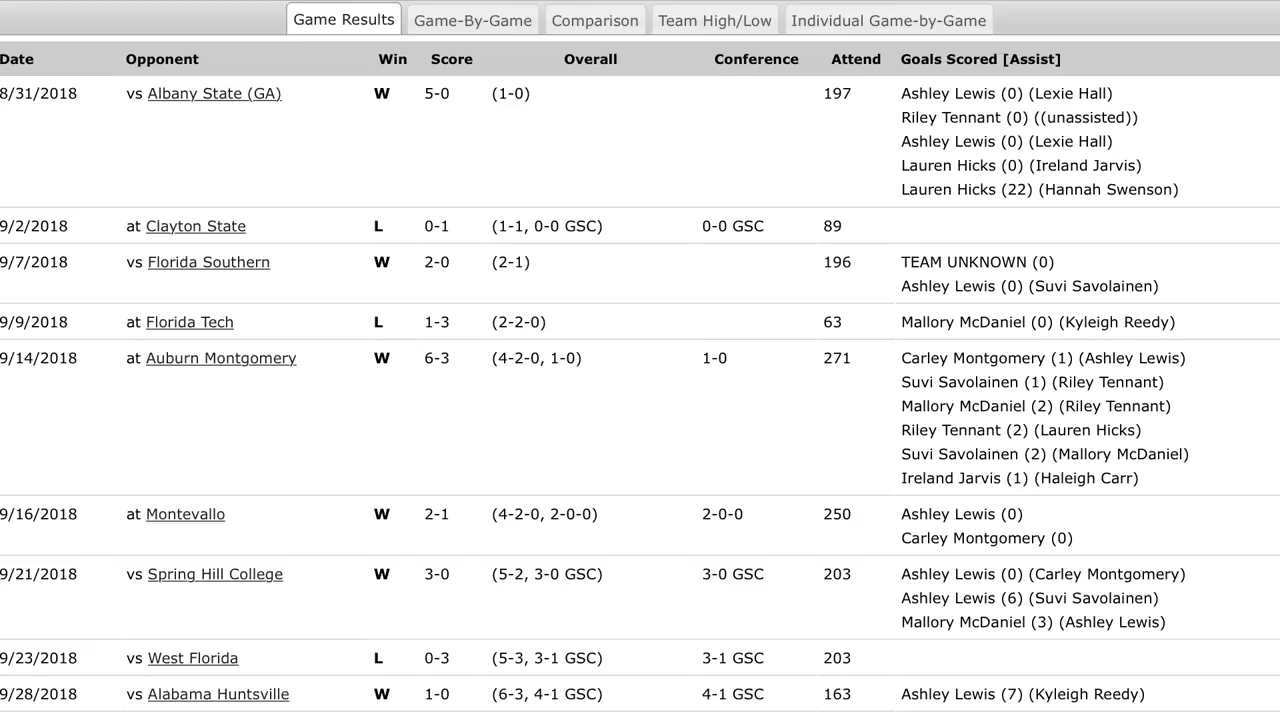 Game Results Game-By-Game Comparison Team High/Low Individual Game-by-Game
Date Opponent Win Score Overall Conference Attend Goals Scored [Assist]
8/31/2018 vs Albany State (GA) W 5-0 (1-0) 197 Ashley Lewis (0) (Lexie Hall)
Riley Tennant (0) ((unassisted))
Ashley Lewis (0) (Lexie Hall)
Lauren Hicks (0) (Ireland Jarvis)
Lauren Hicks (22) (Hannah Swenson)
9/2/2018 at Clayton State L 0-1 (1-1, 0-0 GSC) 0-0 GSC 89
9/7/2018 vs Florida Southern W 2-0 (2-1) 196 TEAM UNKNOWN (0)
Ashley Lewis (0) (Suvi Savolainen)
9/9/2018 at Florida Tech L 1-3 (2-2-0) 63 Mallory McDaniel (0) (Kyleigh Reedy)
9/14/2018 at Auburn Montgomery W 6-3 (4-2-0, 1-0) 1-0 271 Carley Montgomery (1) (Ashley Lewis)
Suvi Savolainen (1) (Riley Tennant)
Mallory McDaniel (2) (Riley Tennant)
Riley Tennant (2) (Lauren Hicks)
Suvi Savolainen (2) (Mallory McDaniel)
Ireland Jarvis (1) (Haleigh Carr)
9/16/2018 at Montevallo W 2-1 (4-2-0, 2-0-0) 2-0-0 250 Ashley Lewis (0)
Carley Montgomery (0)
9/21/2018 vs Spring Hill College W 3-0 (5-2, 3-0 GSC) 3-0 GSC 203 Ashley Lewis (0) (Carley Montgomery)
Ashley Lewis (6) (Suvi Savolainen)
Mallory McDaniel (3) (Ashley Lewis)
9/23/2018 vs West Florida L 0-3 (5-3, 3-1 GSC) 3-1 GSC 203
9/28/2018 vs Alabama Huntsville W 1-0 (6-3, 4-1 GSC) 4-1 GSC 163 Ashley Lewis (7) (Kyleigh Reedy)